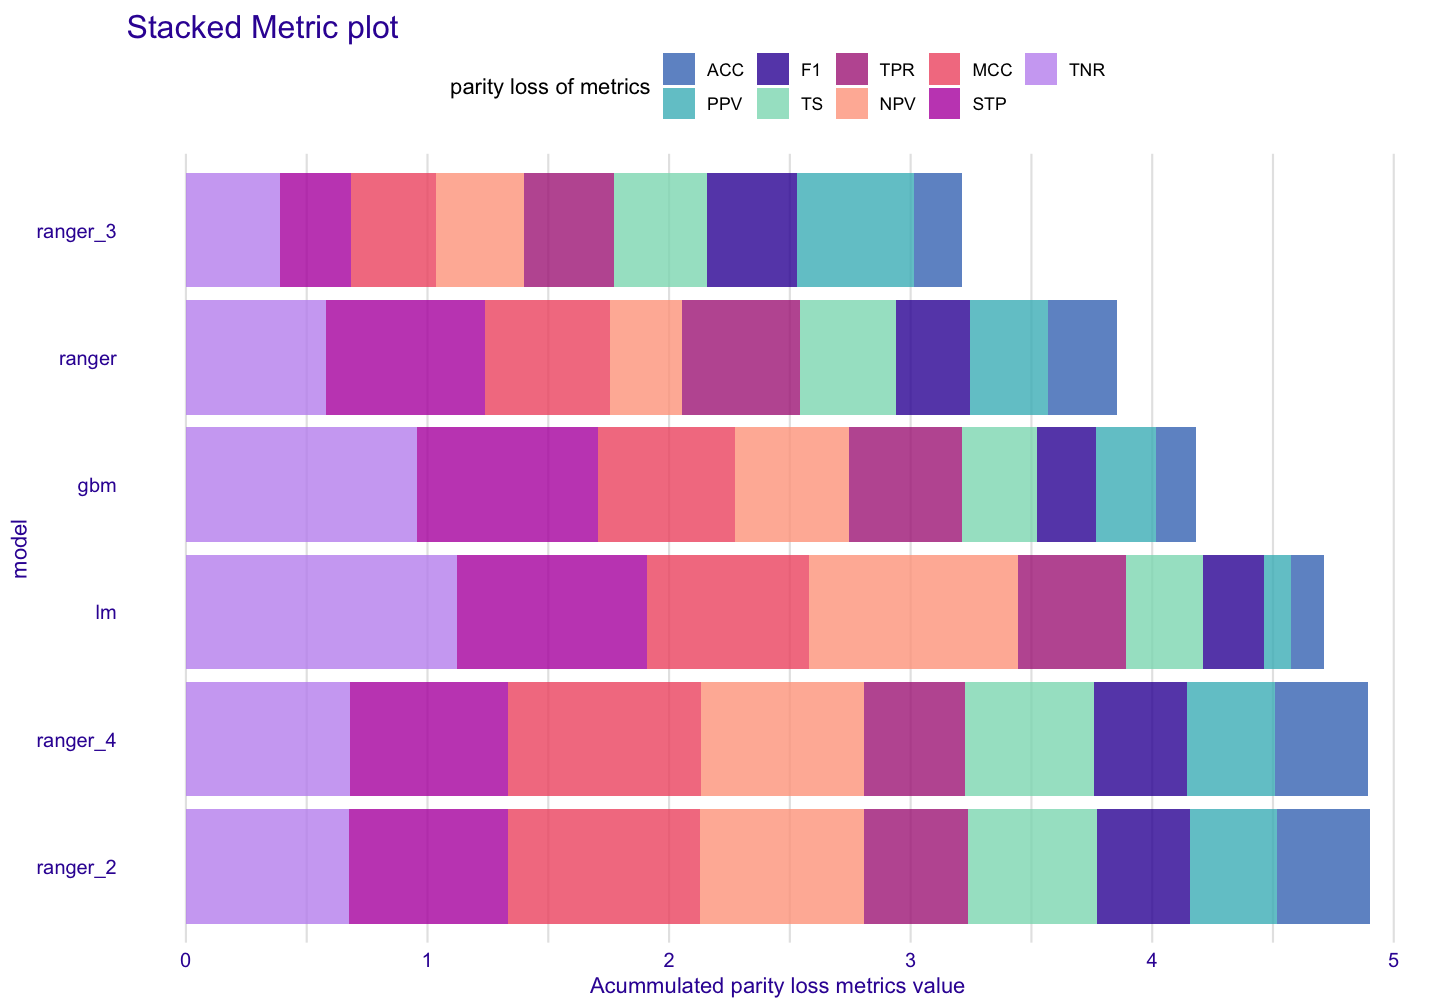 Stacked Metric plot
parity loss of metrics
ACC F1 TPR MCC TNR
PPV TS NPV STP
ranger_3
ranger
gbm
lm
ranger_4
ranger_2
model
0 1 2 3 4 5
Acummulated parity loss metrics value